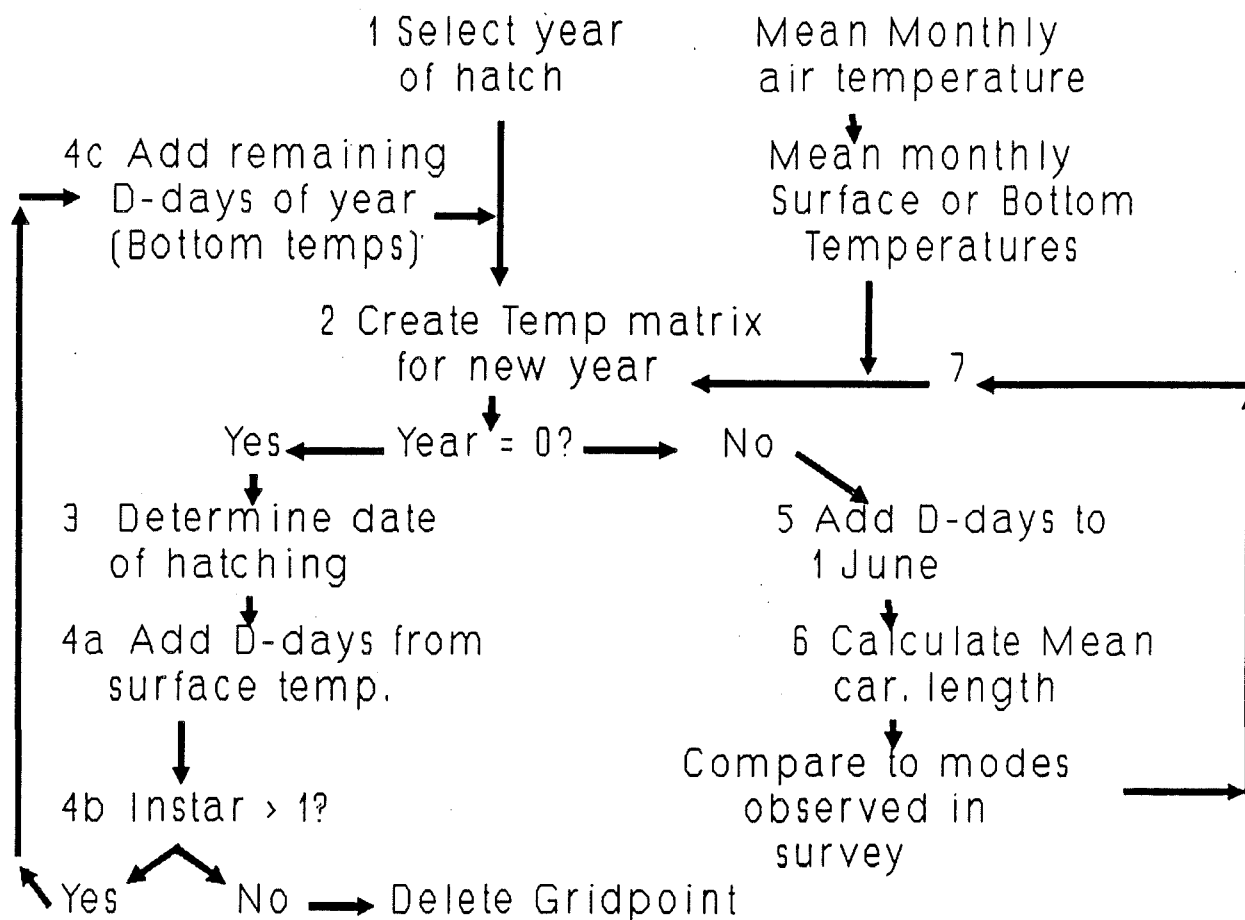 1 Select year
of hatch
Mean Monthly
air temperature
4c Add remaining
D-days of year
(Bottom temps)
Mean monthly
Surface or Bottom
Temperatures
2 Create Temp matrix
for new year
7
Yes
Year = 0?
No
3 Determine date
of hatching
5 Add D-days to
1 June
4a Add D-days from
surface temp.
6 Calculate Mean
car. length
4b Instar > 1?
Compare to modes
observed in
survey
Yes
No
Delete Gridpoint